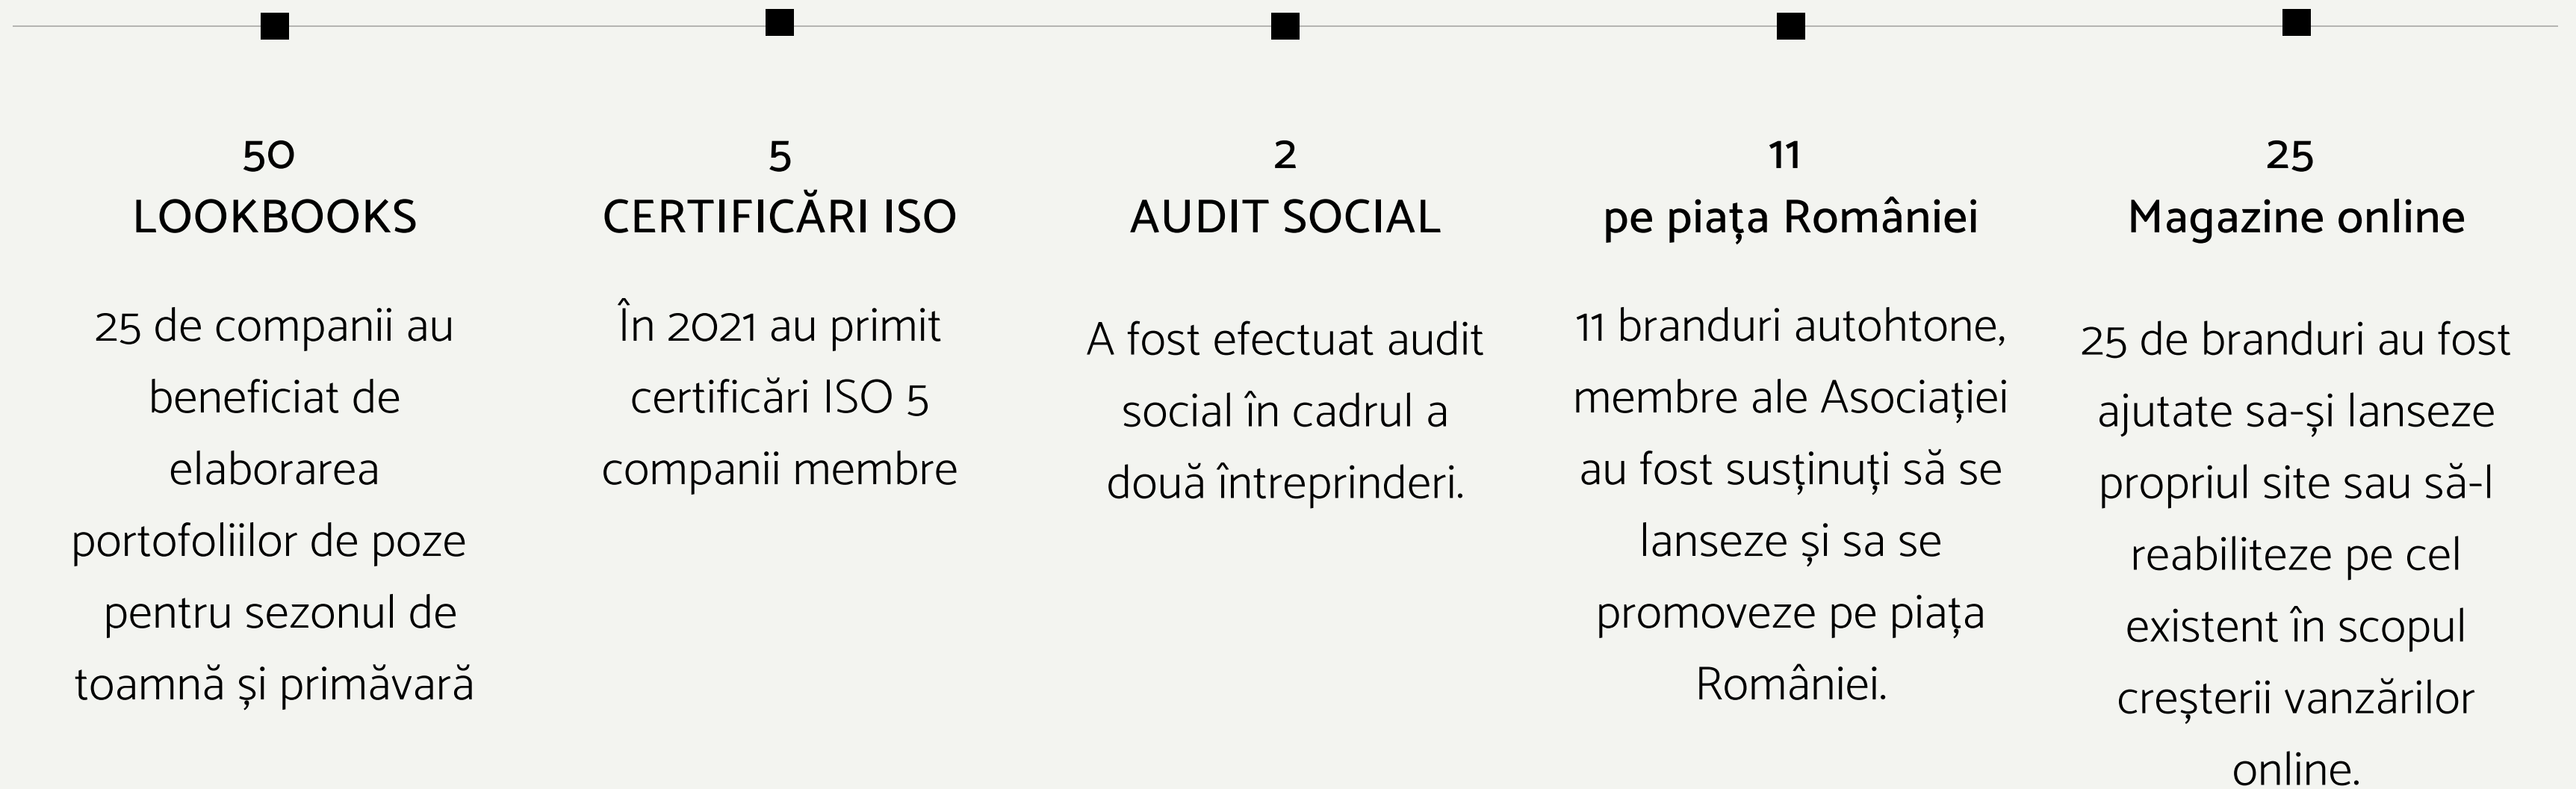 50
LOOKBOOKS
25 de companii au
beneficiat de
elaborarea
portofoliilor de poze
pentru sezonul de
toamnă și primăvară
5
CERTIFICĂRI ISO
În 2021 au primit
certificări ISO 5
companii membre
2
AUDIT SOCIAL
A fost efectuat audit
social în cadrul a
două întreprinderi.
11
pe piața României
11 branduri autohtone,
membre ale Asociației
au fost susținuți să se
lanseze și sa se
promoveze pe piața
României.
25
Magazine online
25 de branduri au fost
ajutate sa-și lanseze
propriul site sau să-l
reabiliteze pe cel
existent în scopul
creșterii vanzărilor
online.